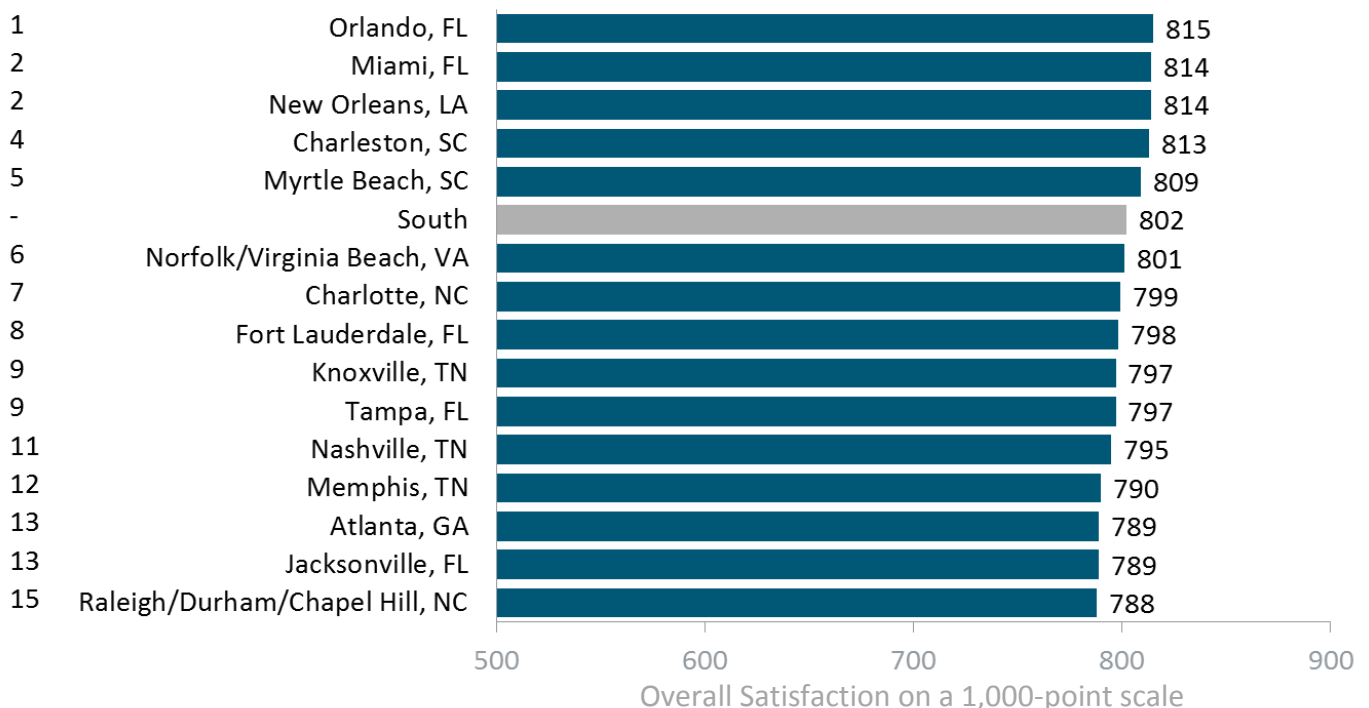 1 Orlando, FL 815
2 Miami, FL 814
2 New Orleans, LA 814
4 Charleston, SC 813
5 Myrtle Beach, SC 809
- South 802
6 Norfolk/Virginia Beach, VA 801
7 Charlotte, NC 799
8 Fort Lauderdale, FL 798
9 Knoxville, TN 797
9 Tampa, FL 797
11 Nashville, TN 795
12 Memphis, TN 790
13 Atlanta, GA 789
13 Jacksonville, FL 789
15 Raleigh/Durham/Chapel Hill, NC 788
500 600 700 800 900
Overall Satisfaction on a 1,000-point scale